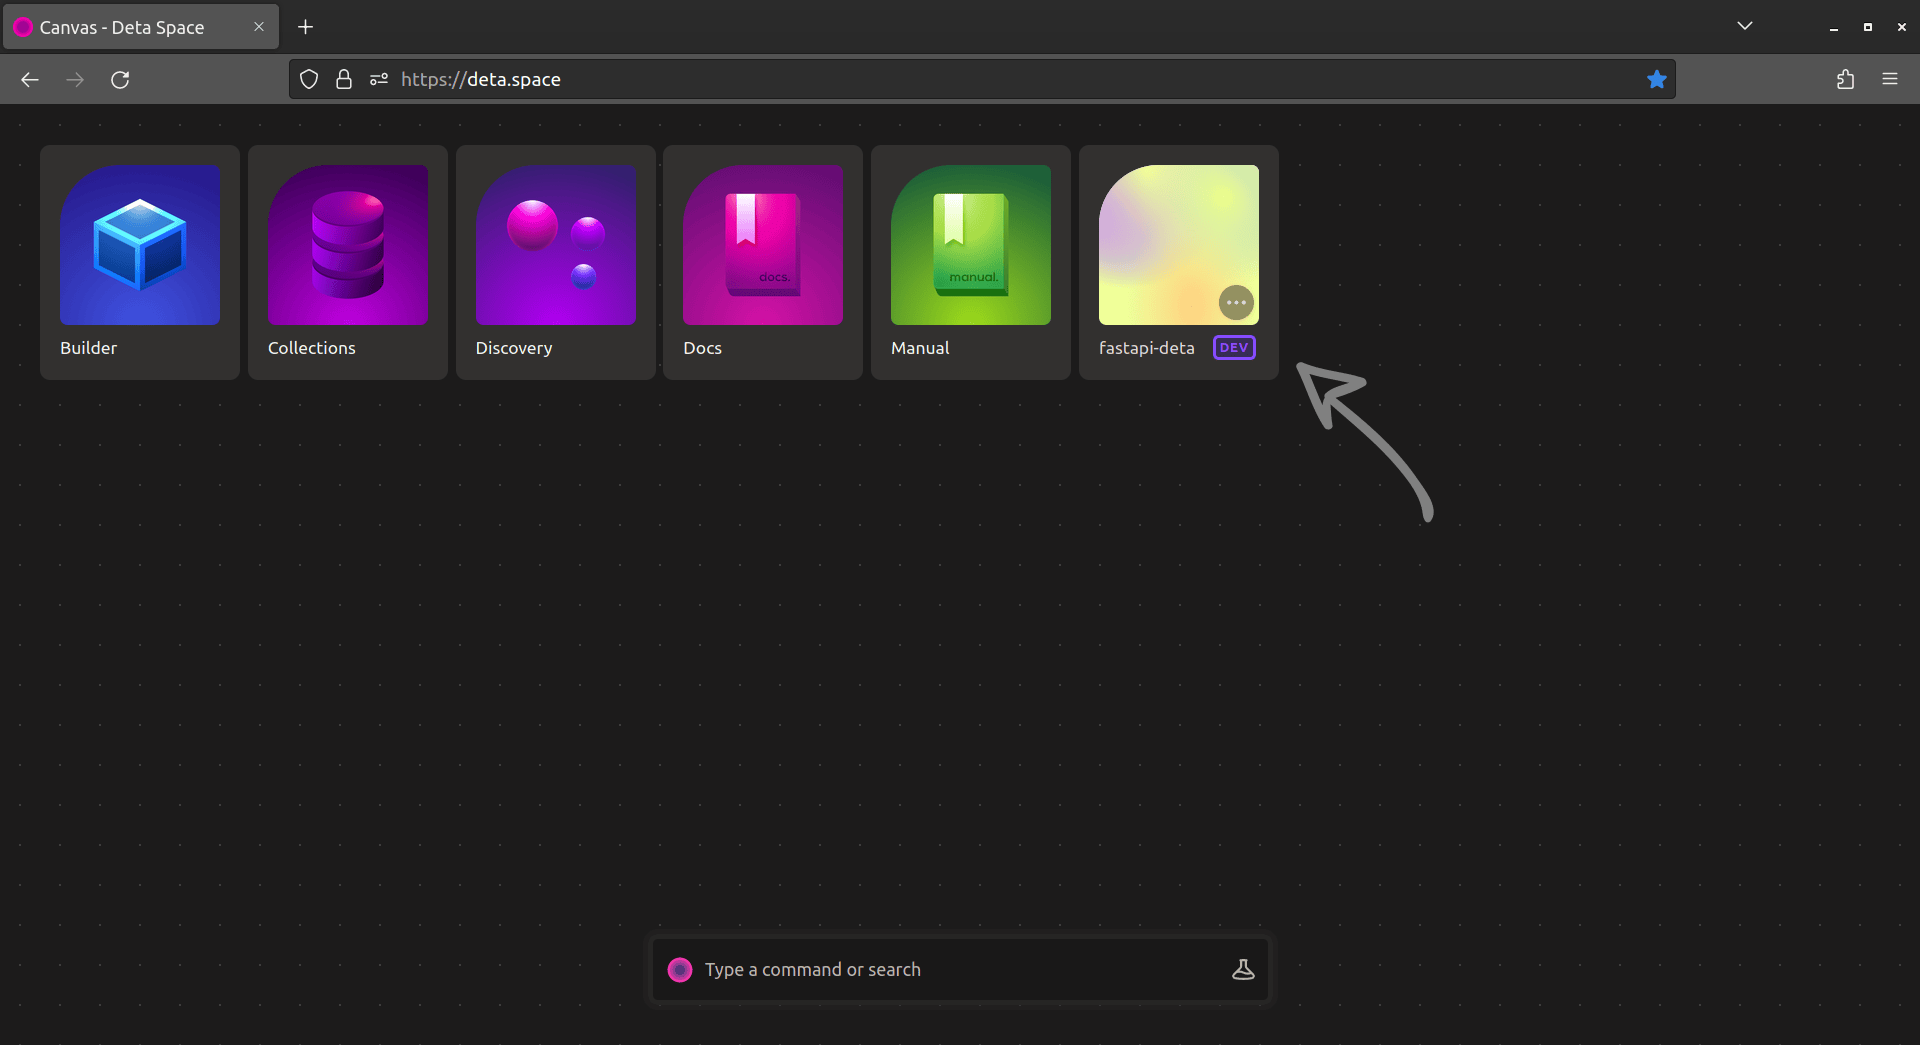 Canvas - Deta Space
https://deta.space
docs.
manual.
Builder
Collections
Discovery
Docs
Manual
fastapi-deta DEV
Type a command or search